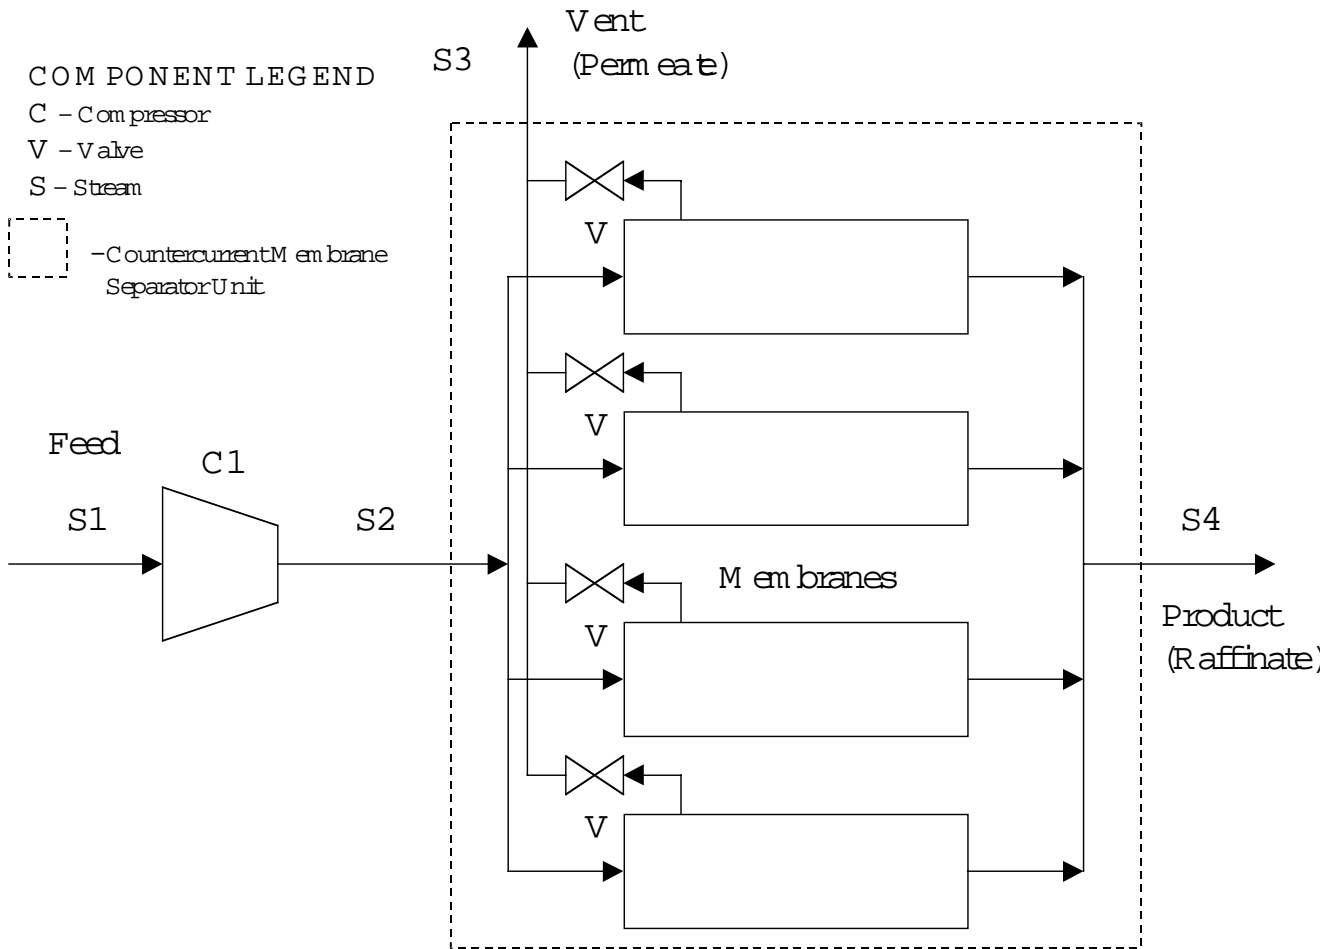 Vent
(Permeate)
S3
COMPONENT LEGEND
C - Compressor
V - Valve
S - Stream
-Countercurrent Membrane
Separator Unit
V
V
Feed
C1
S1
S2
S4
Membranes
V
Product
(Raffinate)
V